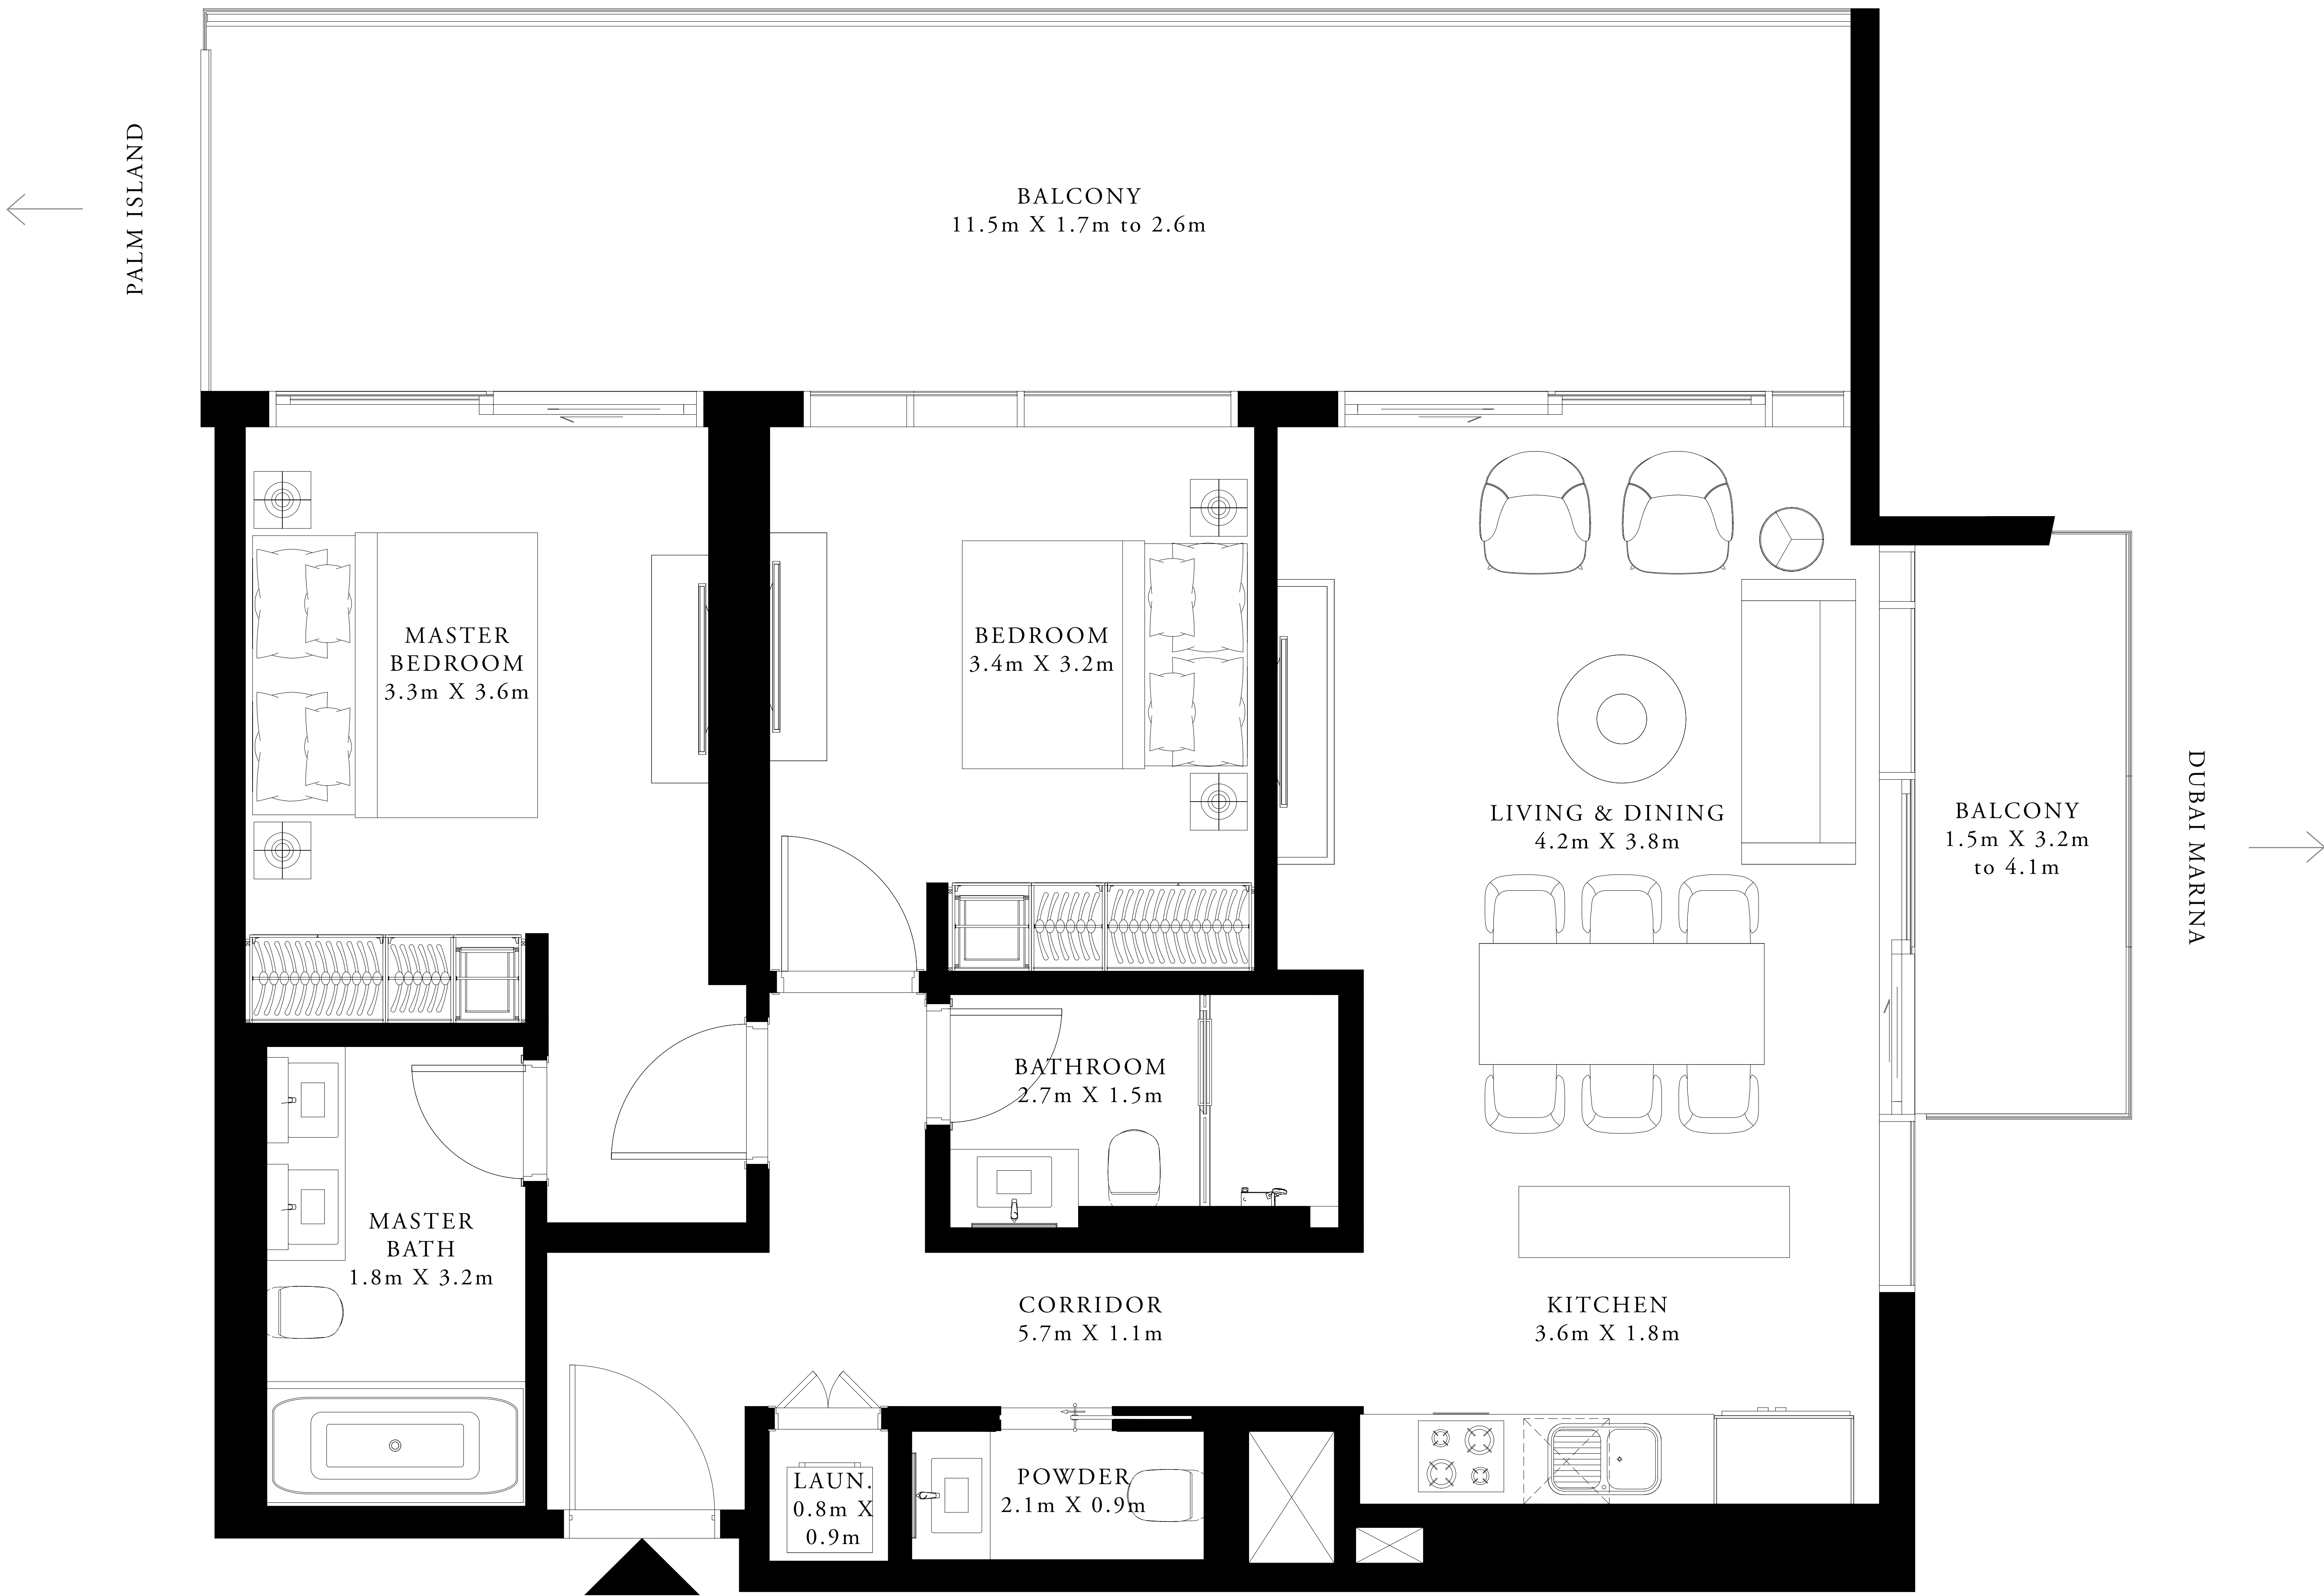 PALM ISLAND
BALCONY
11.5m X 1.7m to 2.6m
MASTER
BEDROOM
3.3m X 3.6m
BEDROOM
3.4m X 3.2m
LIVING & DINING
4.2m X 3.8m
BALCONY
1.5m X 3.2m
to 4.1m
DUBAI MARINA
BATHROOM
2.7m X 1.5m
MASTER
BATH
1.8m X 3.2m
CORRIDOR
5.7m X 1.1m
KITCHEN
3.6m X 1.8m
LAUN.
0.8m X
0.9m
POWDER
2.1m X 0.9m